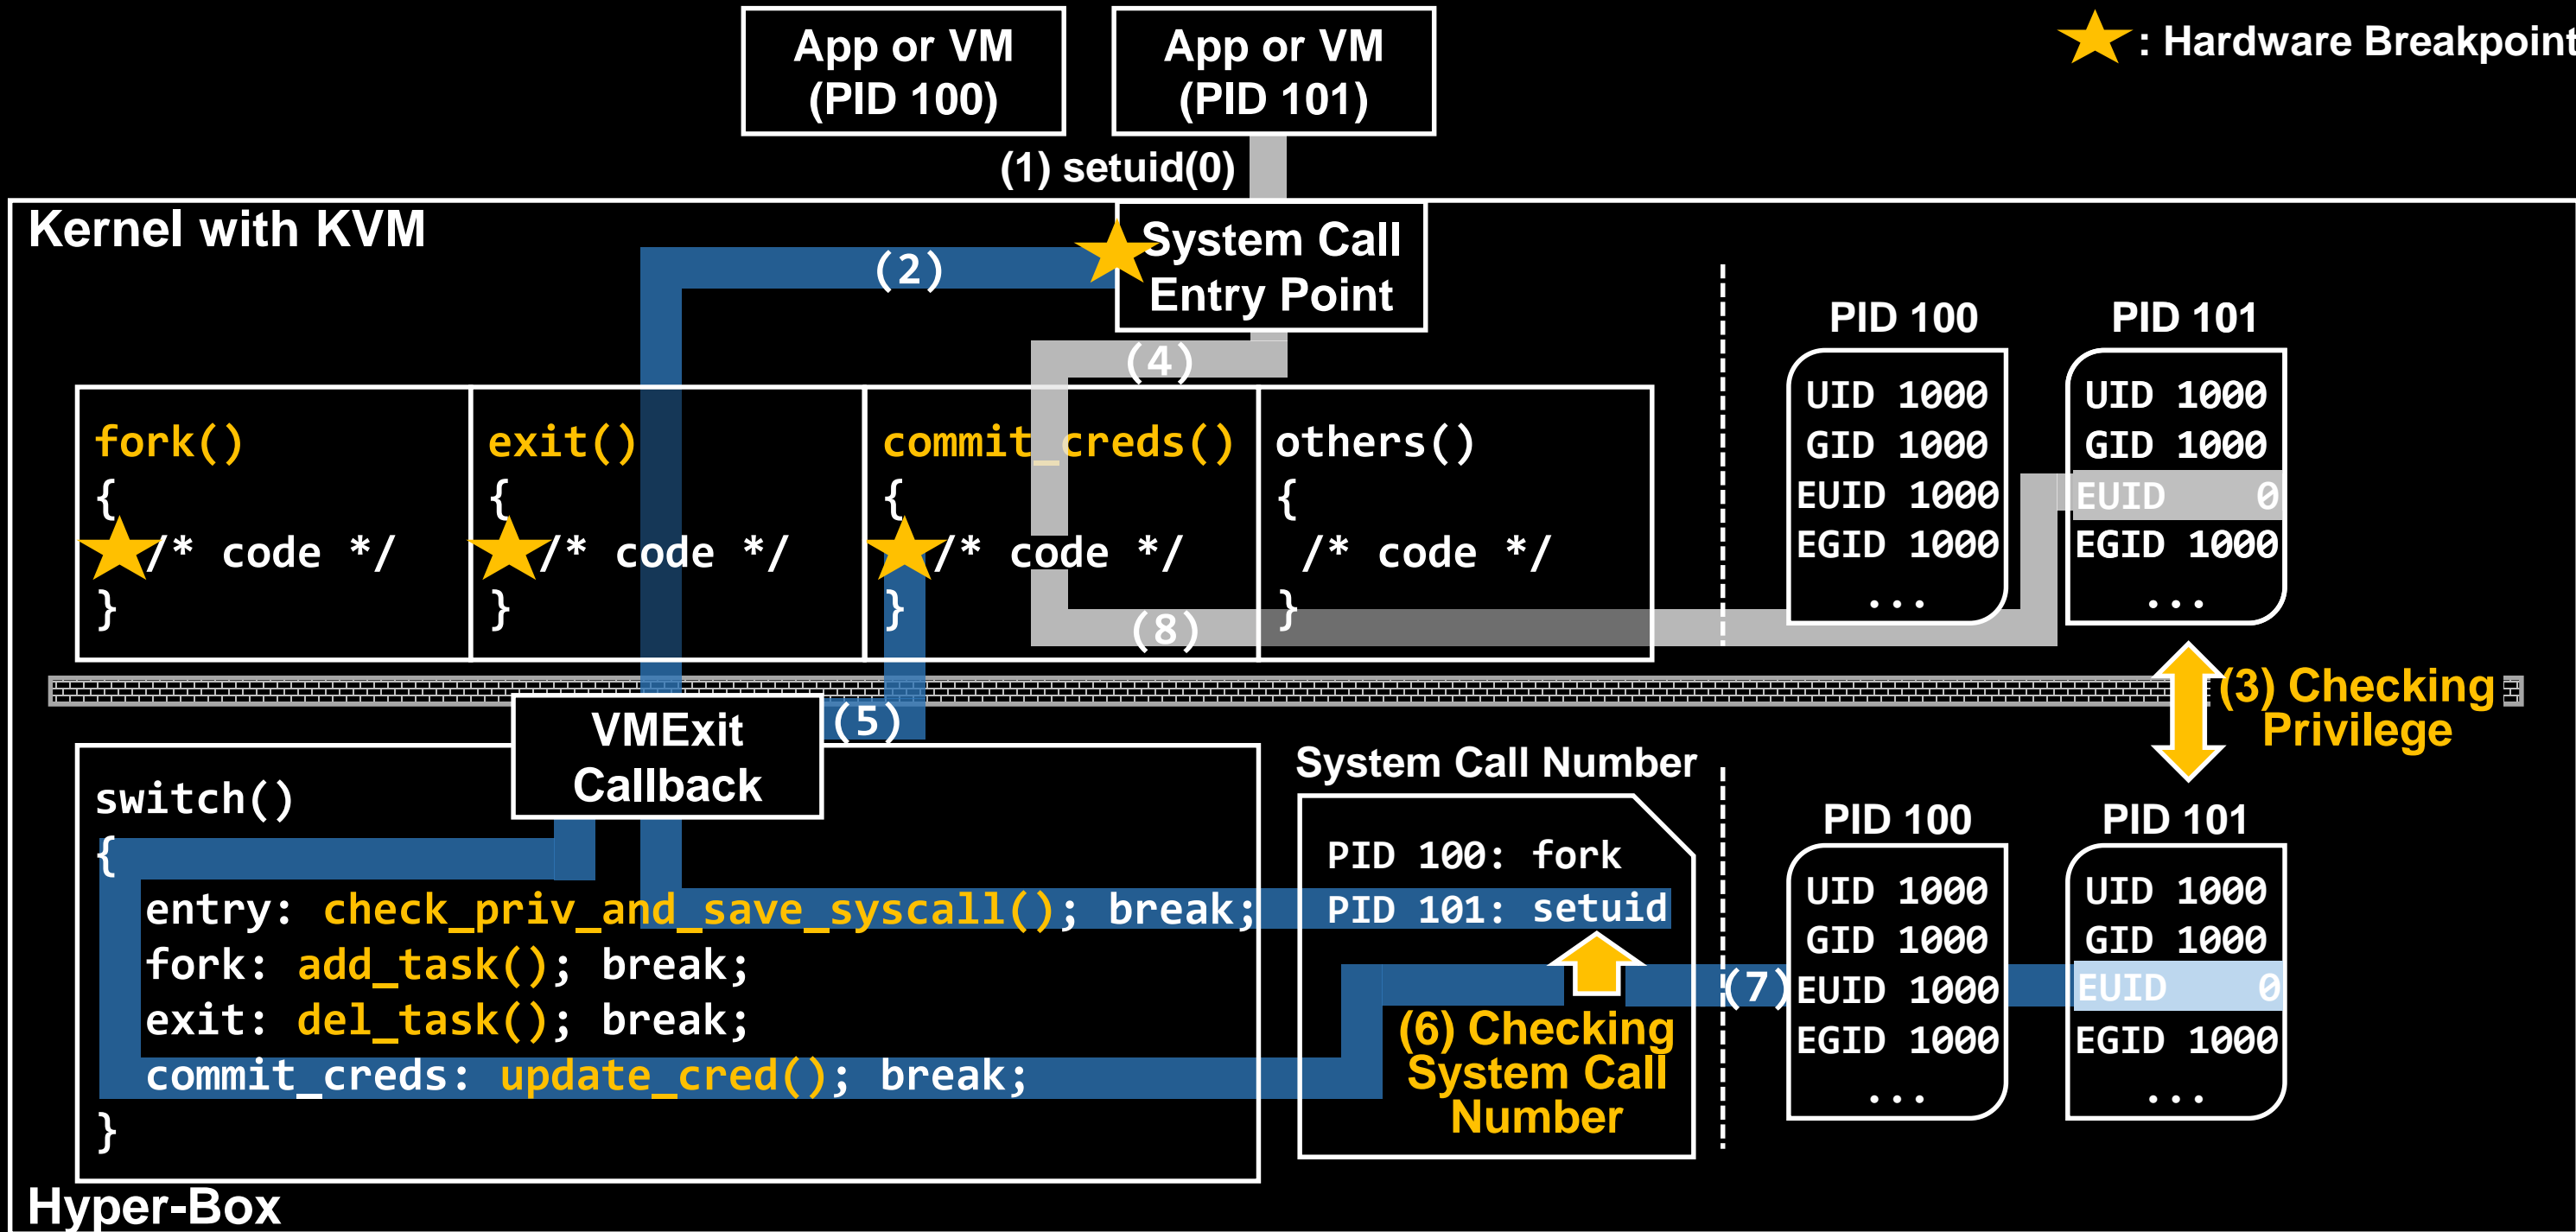 App or VM
(PID 100)
App or VM
(PID 101)
: Hardware Breakpoint
(1) setuid(0)
Kernel with KVM
System Call
Entry Point
(2)
(4)
fork()
{
/* code */
}
exit()
{
/* code */
}
commit_creds()
{
/* code */
}
others()
{
/* code */
}
(8)
PID 100
UID 1000
GID 1000
EUID 1000
EGID 1000
...
PID 101
UID 1000
GID 1000
EUID 0
EGID 1000
...
(3) Checking
Privilege
VMExit
Callback
(5)
switch()
{
entry: check_priv_and_save_syscall(); break;
fork: add_task(); break;
exit: del_task(); break;
commit_creds: update_cred(); break;
}
System Call Number
PID 100: fork
PID 101: setuid
(6) Checking
System Call
Number
(7)
PID 100
UID 1000
GID 1000
EUID 1000
EGID 1000
...
PID 101
UID 1000
GID 1000
EUID 0
EGID 1000
...
Hyper-Box